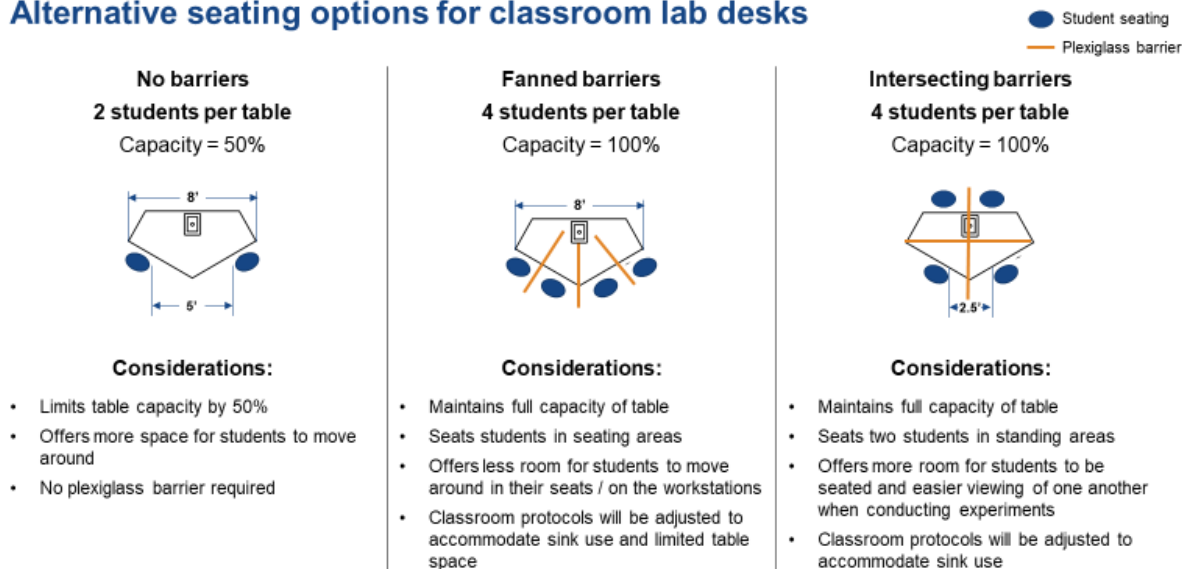 Alternative seating options for classroom lab desks
Student seating
Plexiglass barrier
No barriers
2 students per table
Capacity = 50%
8'
5'
Considerations:
• Limits table capacity by 50%
• Offers more space for students to move
around
• No plexiglass barrier required
Fanned barriers
4 students per table
Capacity = 100%
8'
Considerations:
• Maintains full capacity of table
• Seats students in seating areas
• Offers less room for students to move
around in their seats / on the workstations
• Classroom protocols will be adjusted to
accommodate sink use and limited table
space
Intersecting barriers
4 students per table
Capacity = 100%
2.5'
Considerations:
• Maintains full capacity of table
• Seats two students in standing areas
• Offers more room for students to be
seated and easier viewing of one another
when conducting experiments
• Classroom protocols will be adjusted to
accommodate sink use